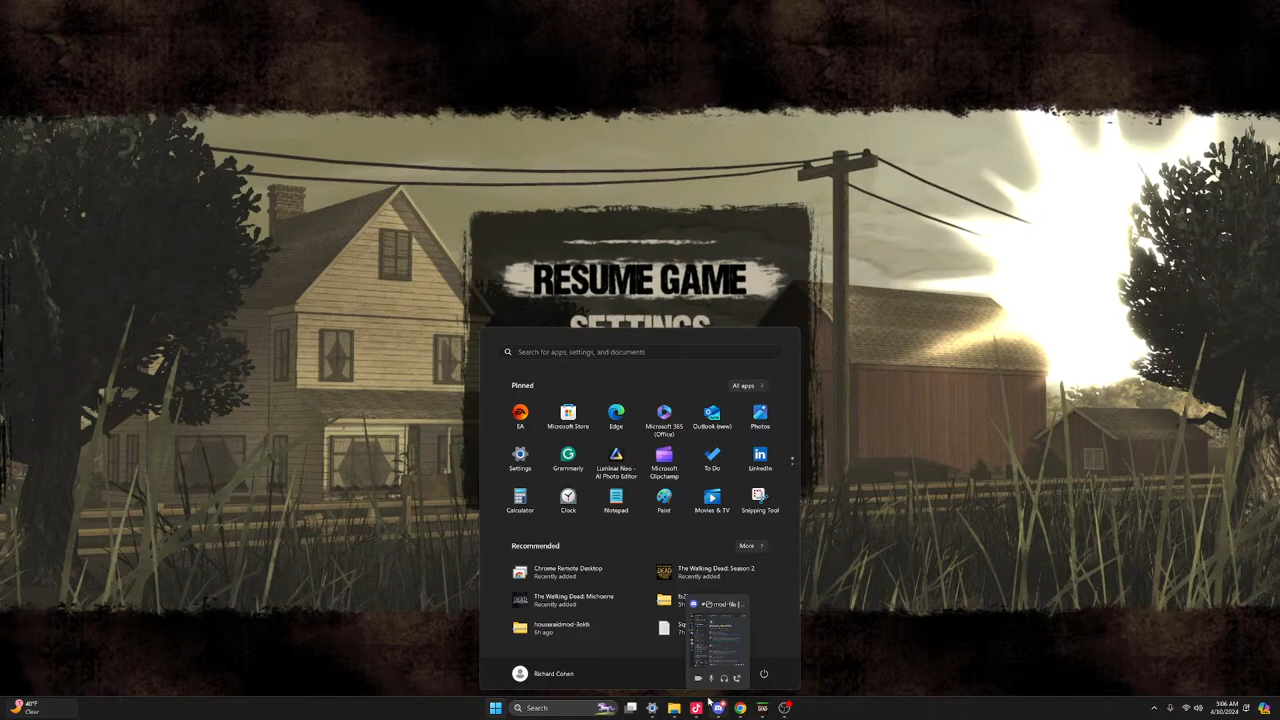 RESUME GAME
SETTINGS
Search for apps, settings, and documents
Pinned
All apps
EA
Microsoft Store
Edge
Microsoft 365
(Office)
Outlook (new)
Photos
Settings
Grammarly
Luminar Neo -
AI Photo Editor
Microsoft
Clipchamp
To Do
LinkedIn
Calculator
Clock
Notepad
Paint
Movies & TV
Snipping Tool
Recommended
More
Chrome Remote Desktop
Recently added
The Walking Dead: Season 2
Recently added
The Walking Dead: Michonne
Recently added
mod-file | ...
6h ago
Richard Cohen
40°F
Clear
Search
3:06 AM
4/10/2024